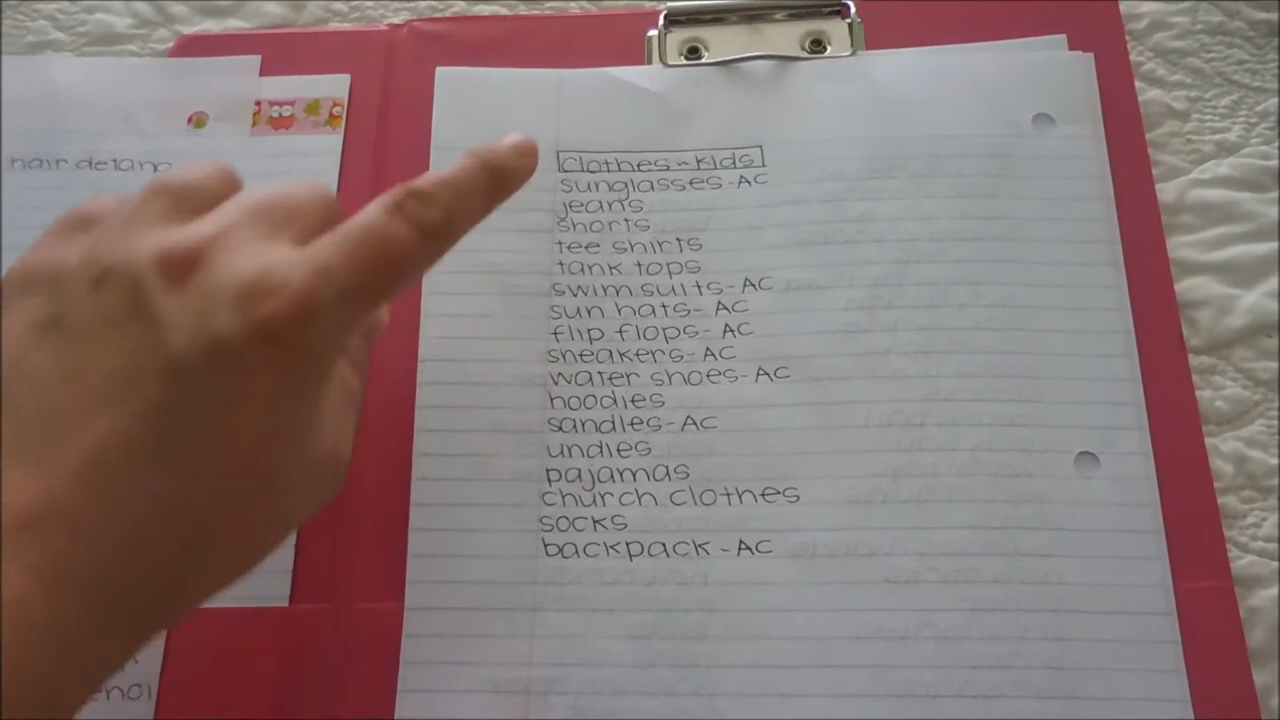 hair detang
Clothes~Kids
sunglasses-AC
jeans
shorts
tee shirts
tank tops
swim suits-AC
sun hats-AC
flip flops-AC
sneakers-AC
water shoes-AC
hoodies
sandles-AC
undies
pajamas
church clothes
socks
backpack-AC